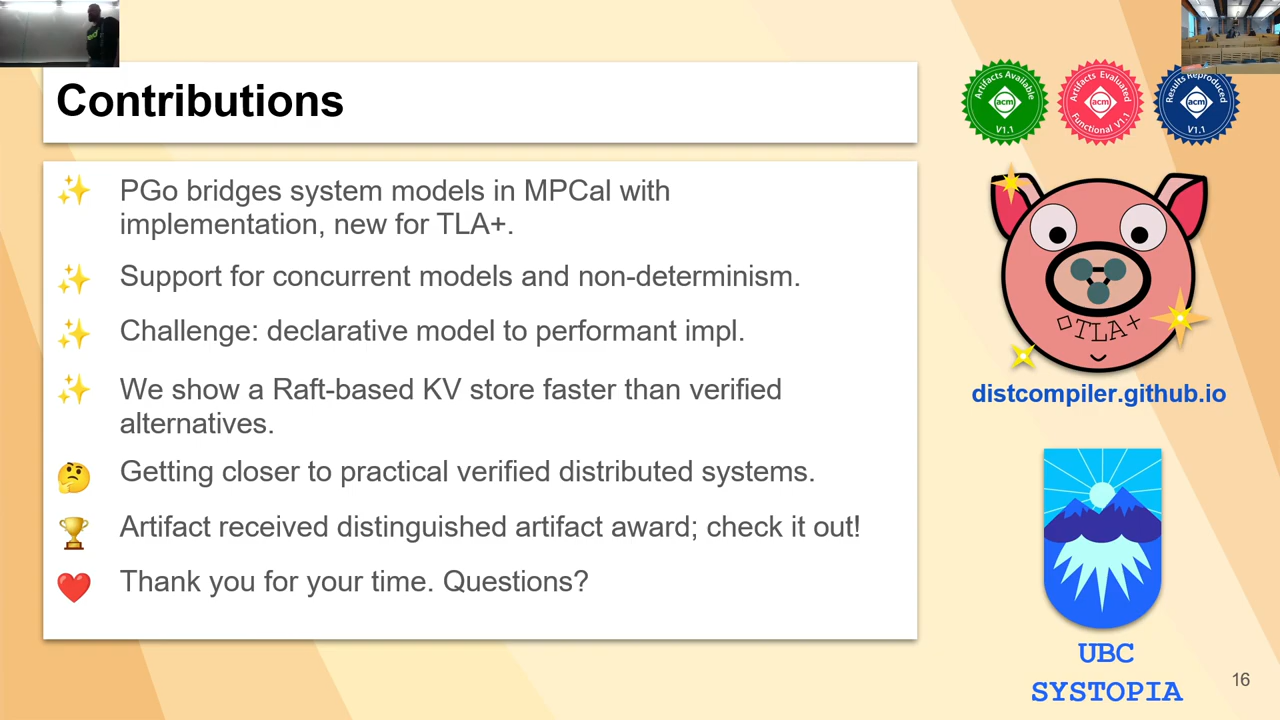 Contributions
PGo bridges system models in MPCal with
implementation, new for TLA+.
Support for concurrent models and non-determinism.
Challenge: declarative model to performant impl.
We show a Raft-based KV store faster than verified
alternatives.
Getting closer to practical verified distributed systems.
Artifact received distinguished artifact award; check it out!
Thank you for your time. Questions?
Artifacts Available
acm
V1.1
Artifacts Evaluated
acm
Functional V1.1
Results Reproduced
acm
V1.1
□TLA+
distcompiler.github.io
UBC
SYSTOPIA
16